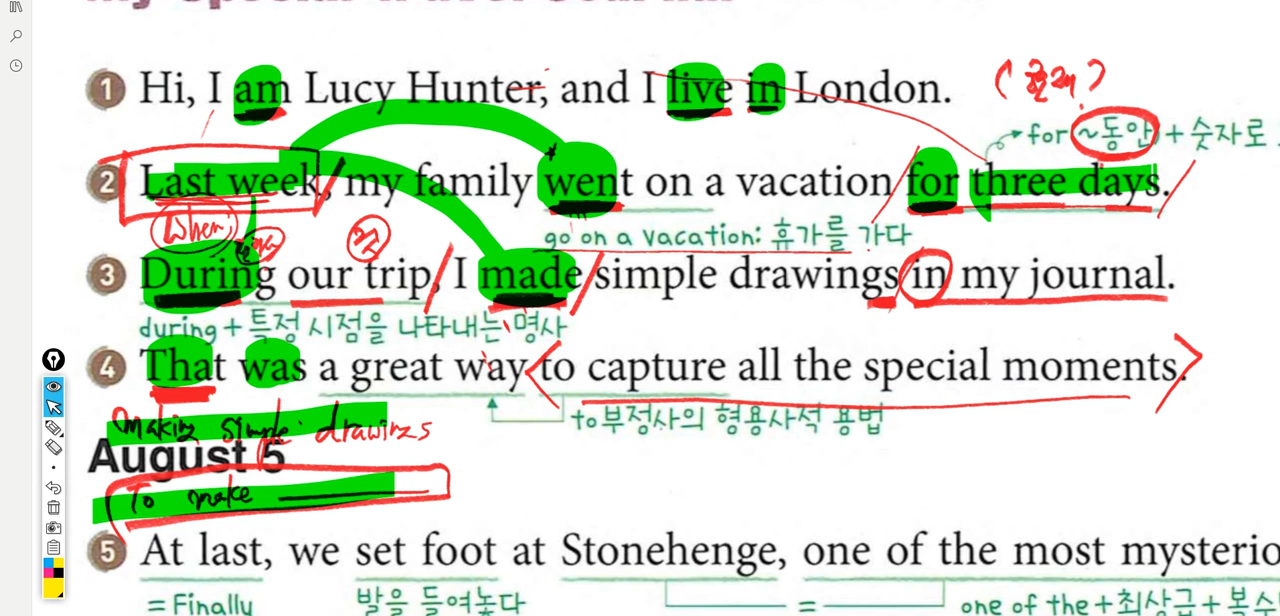 1 Hi, I am Lucy Hunter, and I live in London.
for ~동안 + 숫자로
2 Last week, my family went on a vacation for three days.
When
go on a vacation: 휴가를 가다
3 During our trip, I made simple drawings in my journal.
during + 특정 시점을 나타내는 명사
4 That was a great way to capture all the special moments.
to부정사의 형용사적 용법
Making simple drawings
August 5
To make
5 At last, we set foot at Stonehenge, one of the most mysterio
= Finally 발을 들여놓다 = one of the + 최상급 + 복수